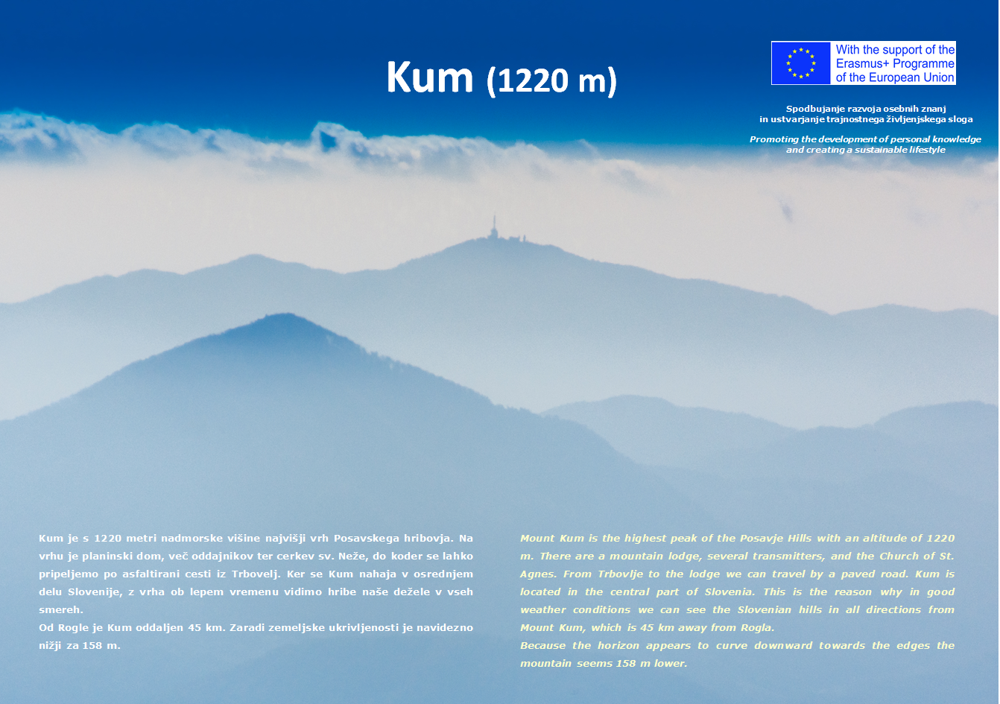 Kum (1220 m)
With the support of the
Erasmus+ Programme
of the European Union
Spodbujanje razvoja osebnih znanj
in ustvarjanje trajnostnega življenjskega sloga
Promoting the development of personal knowledge
and creating a sustainable lifestyle
Kum je s 1220 metri nadmorske višine najvišji vrh Posavskega hribovja. Na
vrhu je planinski dom, več oddajnikov ter cerkev sv. Neže, do koder se lahko
pripeljemo po asfaltirani cesti iz Trbovelj. Ker se Kum nahaja v osrednjem
delu Slovenije, z vrha ob lepem vremenu vidimo hribe naše dežele v vseh
smereh.
Od Rogle je Kum oddaljen 45 km. Zaradi zemeljske ukrivljenosti je navidezno
nižji za 158 m.
Mount Kum is the highest peak of the Posavje Hills with an altitude of 1220
m. There are a mountain lodge, several transmitters, and the Church of St.
Agnes. From Trbovlje to the lodge we can travel by a paved road. Kum is
located in the central part of Slovenia. This is the reason why in good
weather conditions we can see the Slovenian hills in all directions from
Mount Kum, which is 45 km away from Rogla.
Because the horizon appears to curve downward towards the edges the
mountain seems 158 m lower.